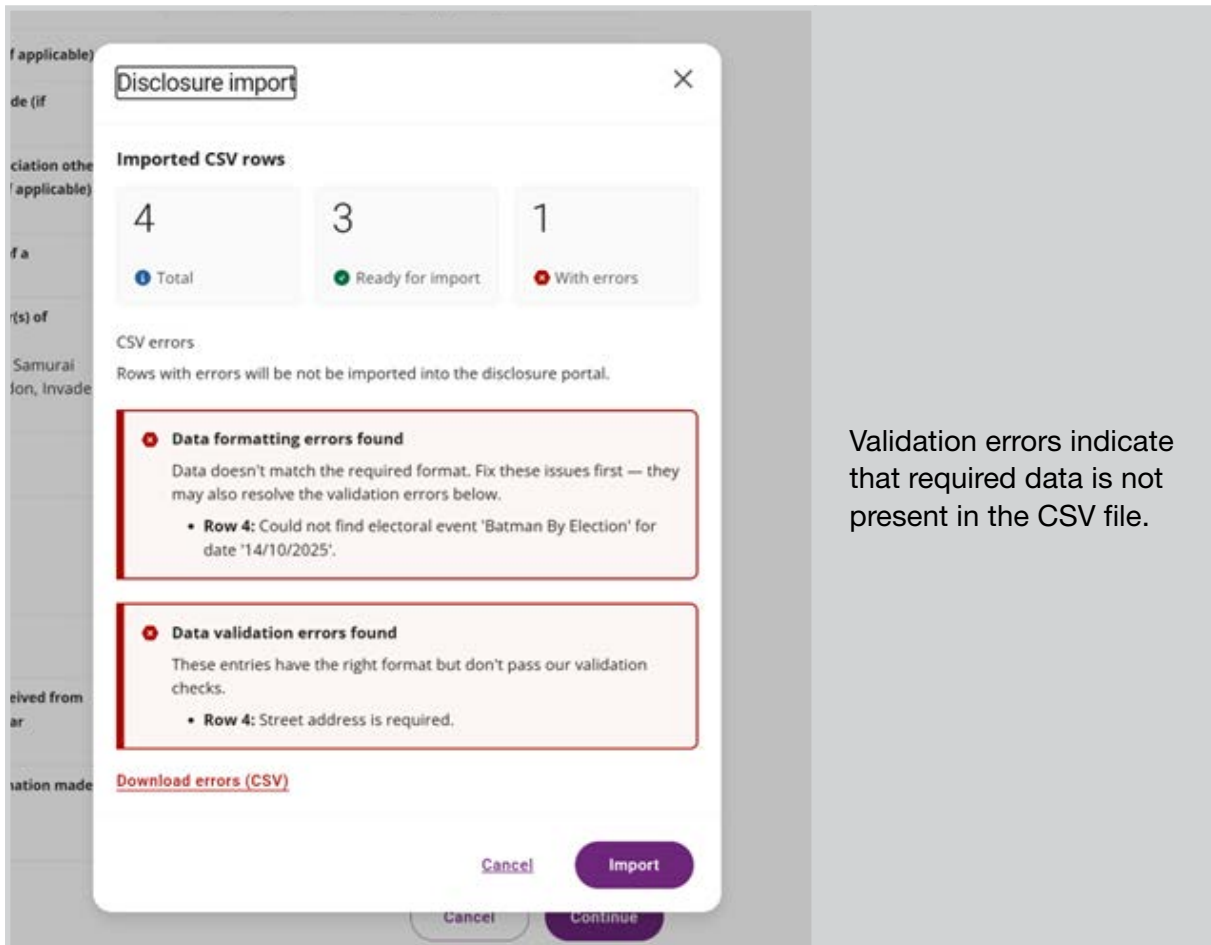 f applicable)
de (if
ciation othe
applicable)
f a
r(s) of
Samurai
don, Invade
eived from
ar
nation made
Disclosure import
Imported CSV rows
4
3
1
Total
Ready for import
With errors
CSV errors
Rows with errors will be not be imported into the disclosure portal.
Data formatting errors found
Data doesn't match the required format. Fix these issues first — they
may also resolve the validation errors below.
• Row 4: Could not find electoral event 'Batman By Election' for
date '14/10/2025'.
Data validation errors found
These entries have the right format but don't pass our validation
checks.
• Row 4: Street address is required.
Download errors (CSV)
Cancel
Import
Cancel
Continue
Validation errors indicate
that required data is not
present in the CSV file.